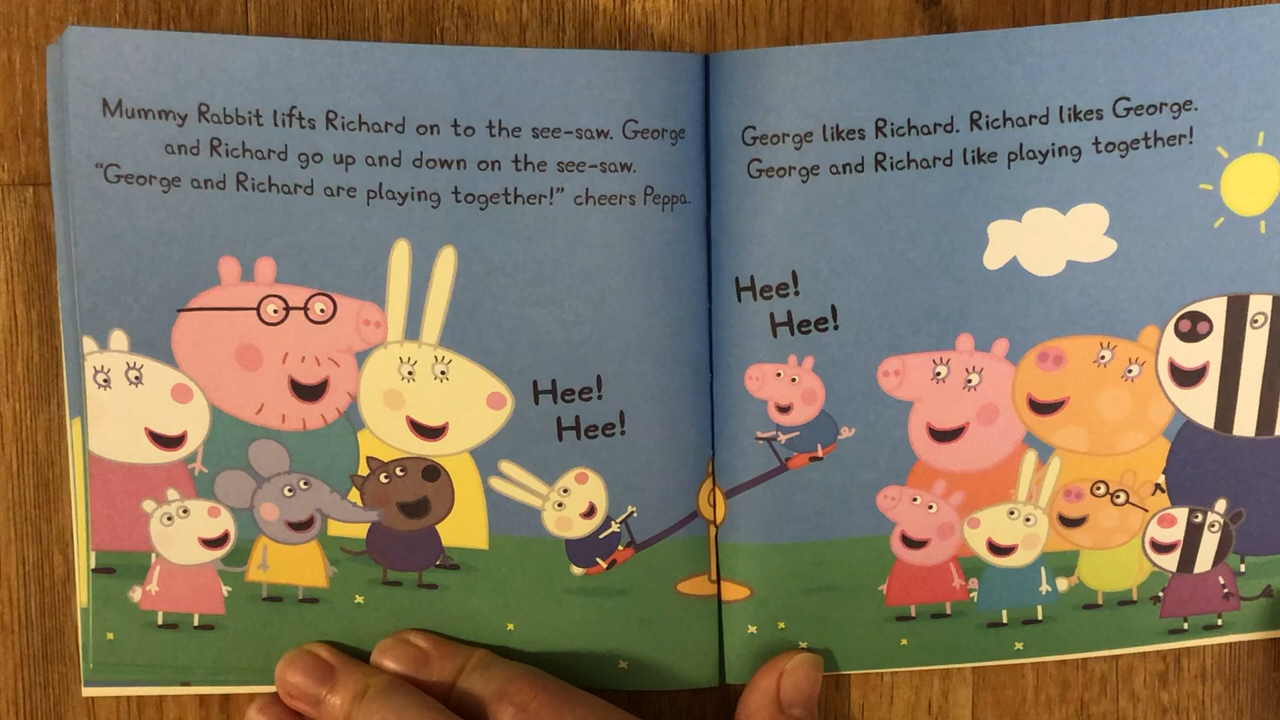 Mummy Rabbit lifts Richard on to the see-saw. George
and Richard go up and down on the see-saw.
“George and Richard are playing together!” cheers Peppa.
Hee!
Hee!
George likes Richard. Richard likes George.
George and Richard like playing together!
Hee!
Hee!